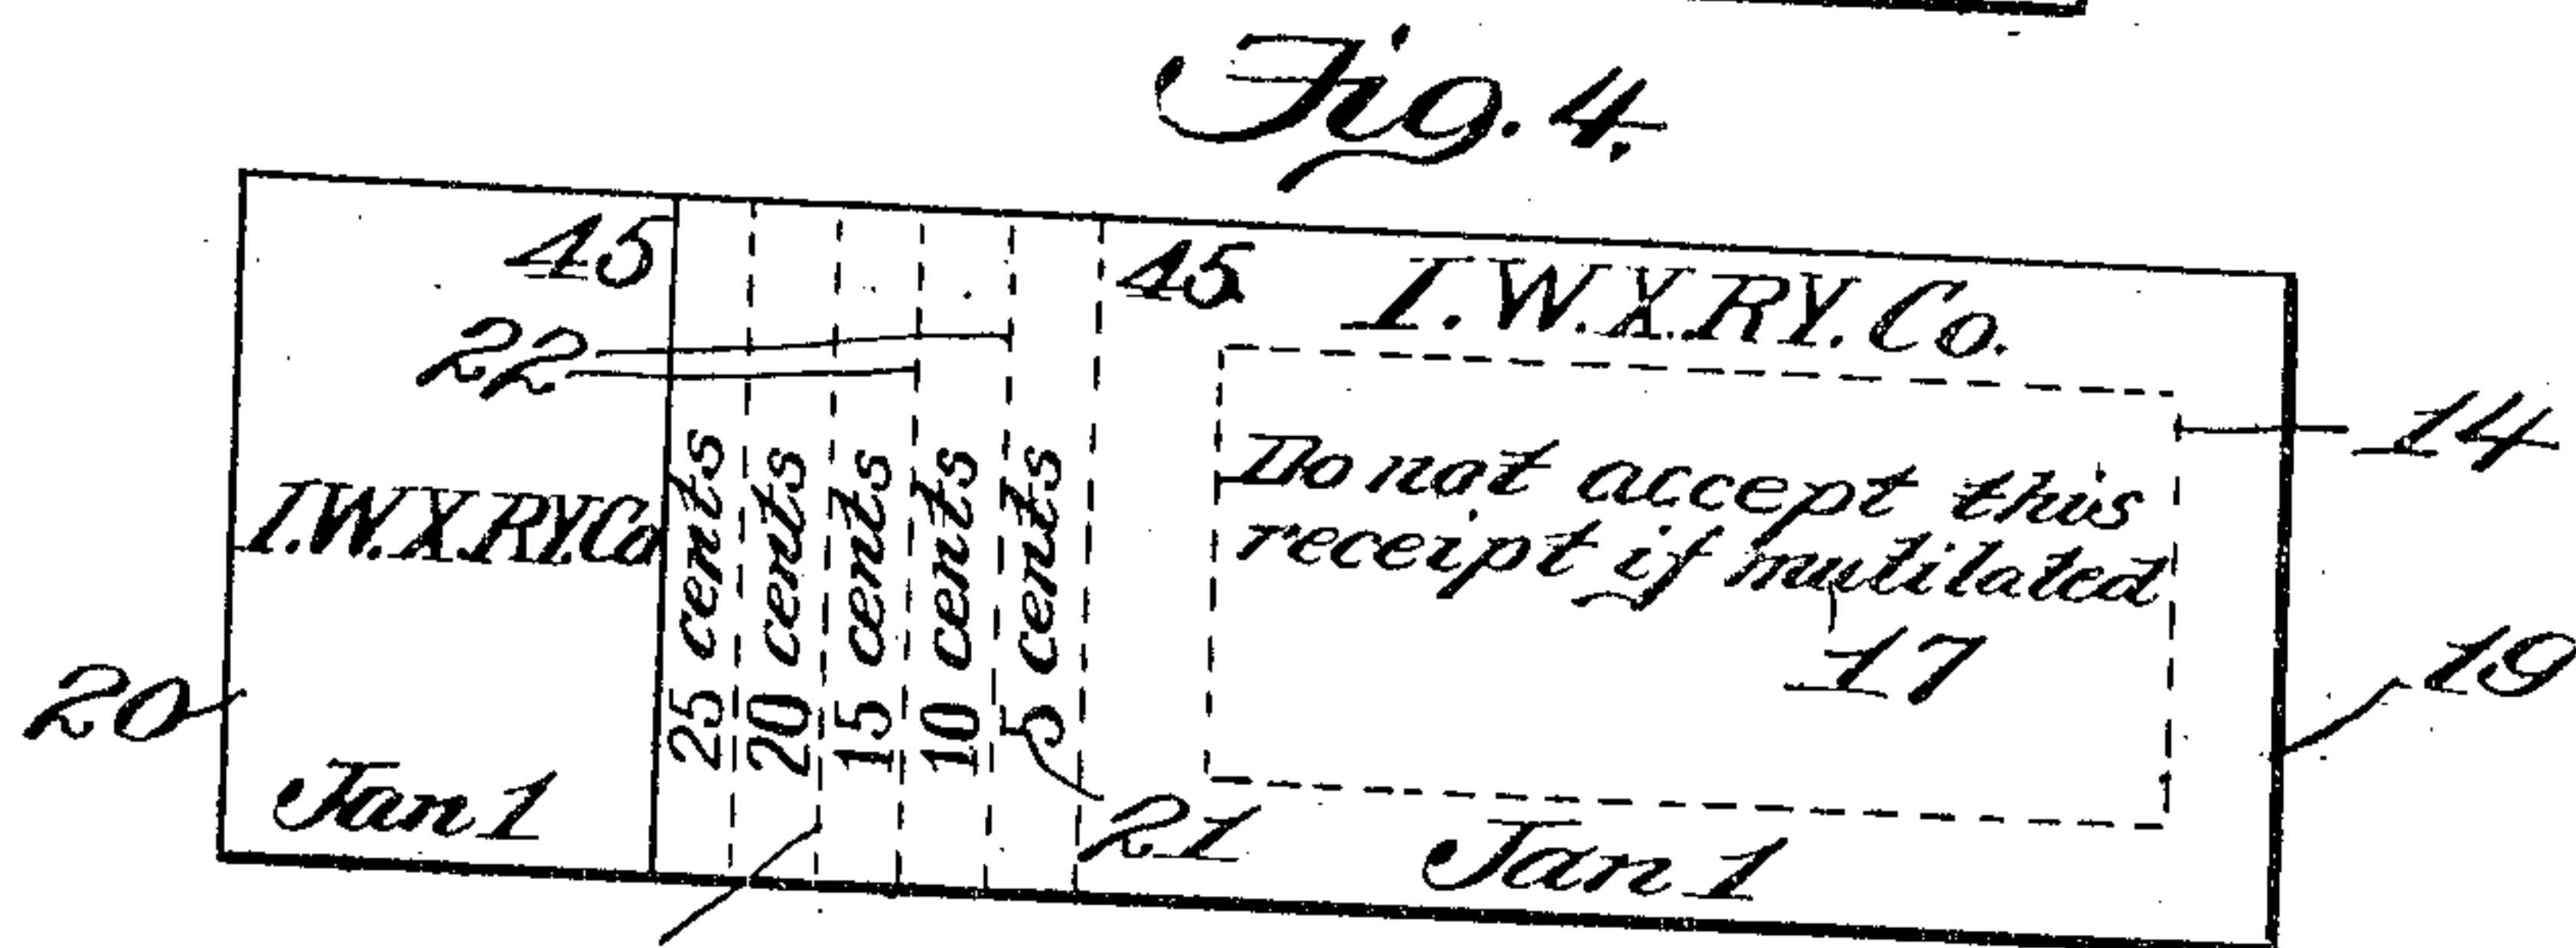 Fig. 4.
45
22
I.W.X.RY.Co
20
Jan 1
25 cents
20 cents
15 cents
10 cents
5 cents
21
45
I.W.X.RY.Co.
Do not accept this
receipt if mutilated
17
Jan 1
14
19